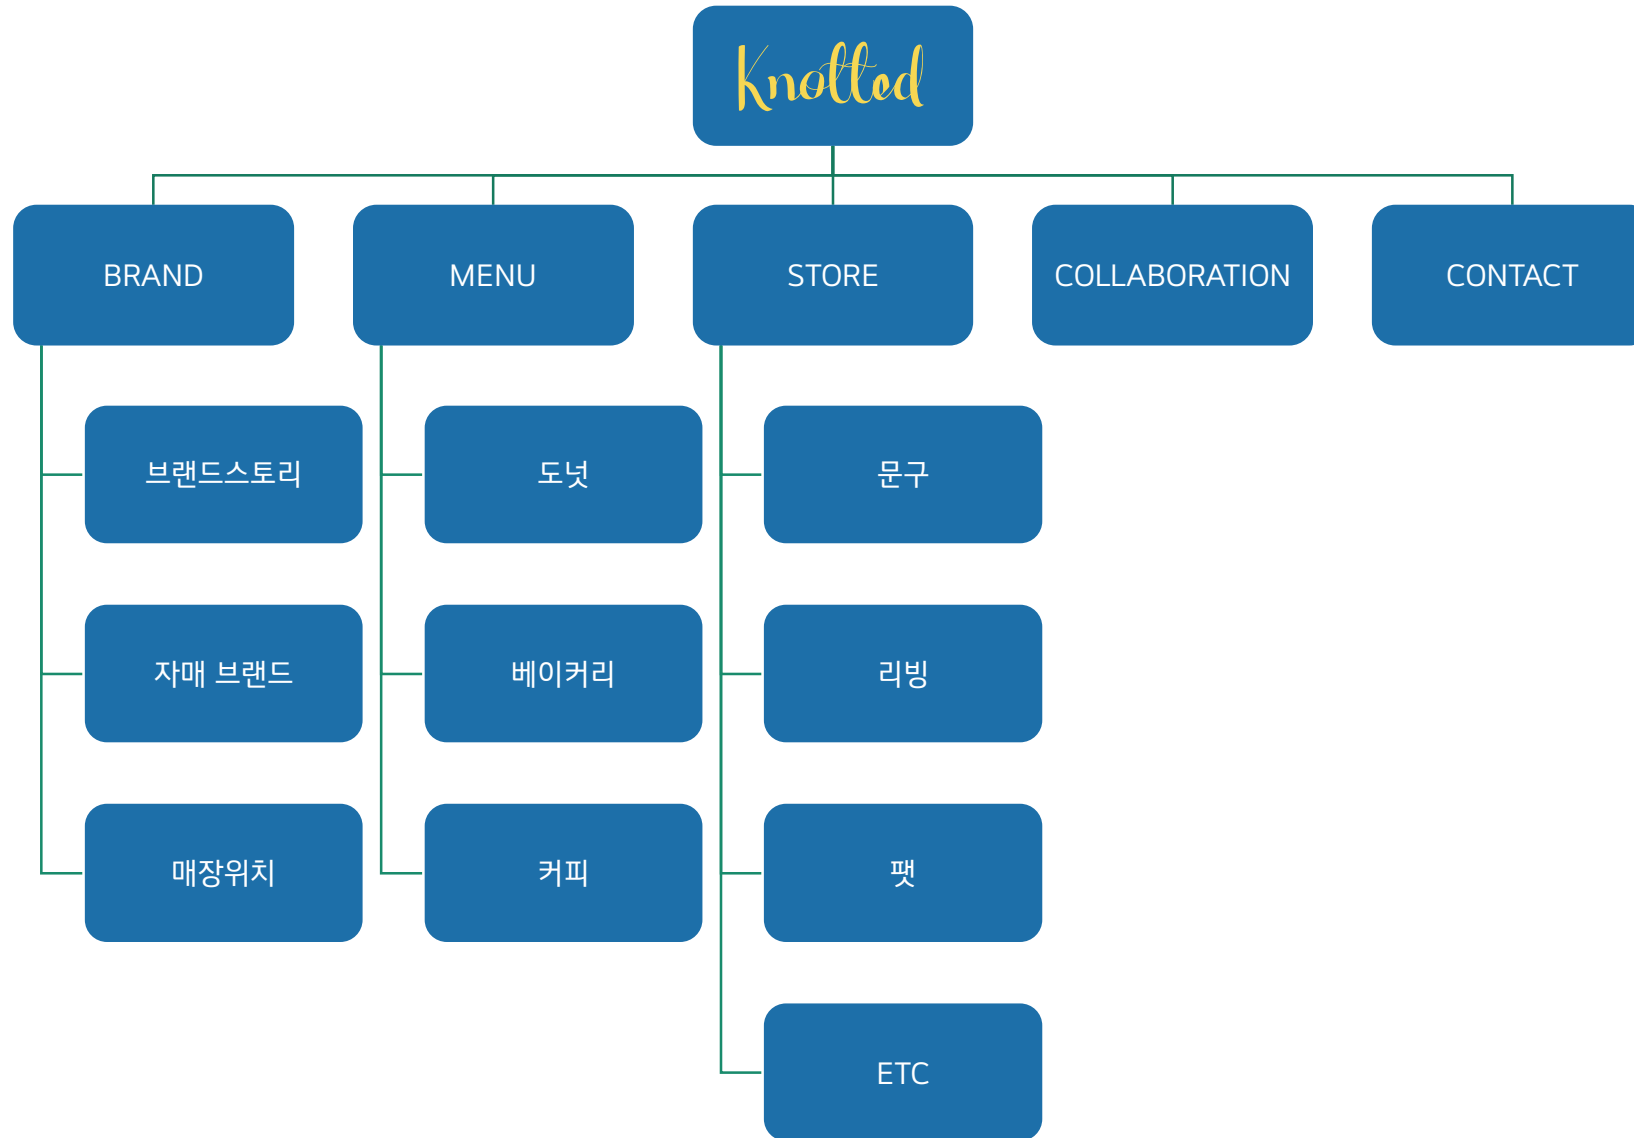 Knotted
BRAND
MENU
STORE
COLLABORATION
CONTACT
브랜드스토리
도넛
문구
자매 브랜드
베이커리
리빙
매장위치
커피
팻
ETC